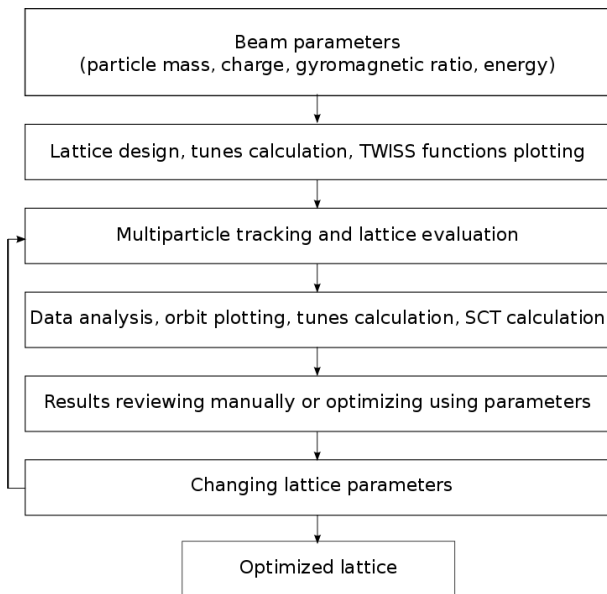 Beam parameters
(particle mass, charge, gyromagnetic ratio, energy)
Lattice design, tunes calculation, TWISS functions plotting
Multiparticle tracking and lattice evaluation
Data analysis, orbit plotting, tunes calculation, SCT calculation
Results reviewing manually or optimizing using parameters
Changing lattice parameters
Optimized lattice